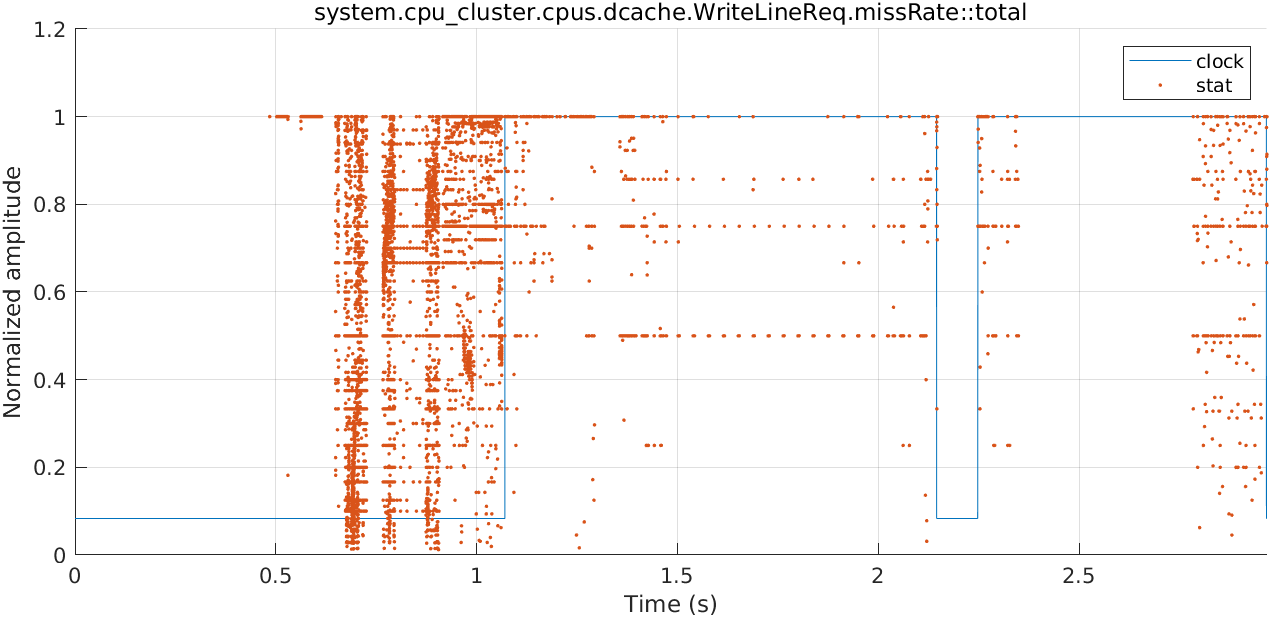 system.cpu_cluster.cpus.dcache.WriteLineReq.missRate::total
1.2
1
0.8
0.6
0.4
0.2
0
Normalized amplitude
clock
stat
0 0.5 1 1.5 2 2.5
Time (s)